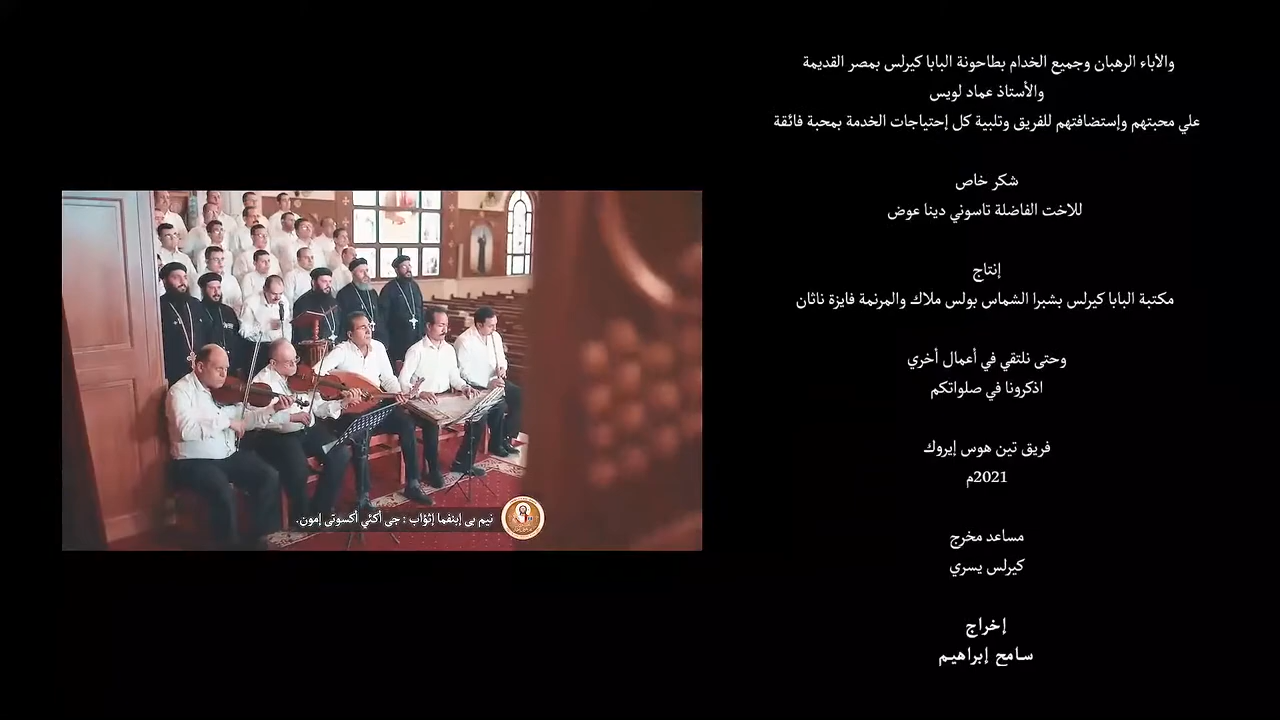 والأباء الرهبان وجميع الخدام بطاحونة البابا كيرلس بمصر القديمة
والأستاذ عماد لويس
علي محبتهم وإستضافتهم للفريق وتلبية كل إحتياجات الخدمة بمحبة فائقة
شكر خاص
للاخت الفاضلة تاسوني دينا عوض
إنتاج
مكتبة البابا كيرلس بشبرا الشماس بولس ملاك والمرنمة فايزة ناثان
وحتى نلتقي في أعمال أخري
اذكرونا في صلواتكم
فريق تين هوس إيروك
2021م
مساعد مخرج
كيرلس يسري
إخراج
سامح إبراهيم
نيم بى إبنفما إثؤاب : جى أكئي أكسوتى إمون.